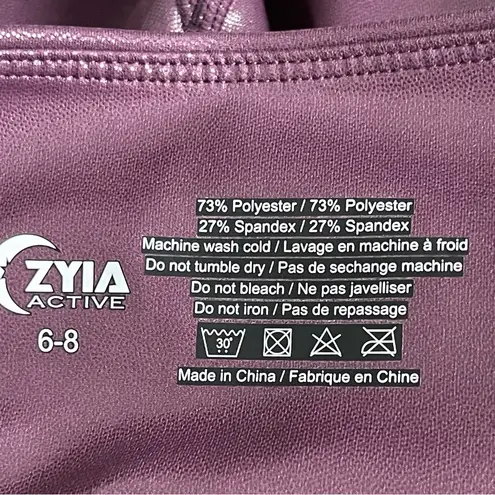 73% Polyester / 73% Polyester
27% Spandex / 27% Spandex
Machine wash cold / Lavage en machine à froid
Do not tumble dry / Pas de sechange machine
Do not bleach / Ne pas javelliser
Do not iron / Pas de repassage
30°
Made in China / Fabrique en Chine
ZYIA
ACTIVE
6-8